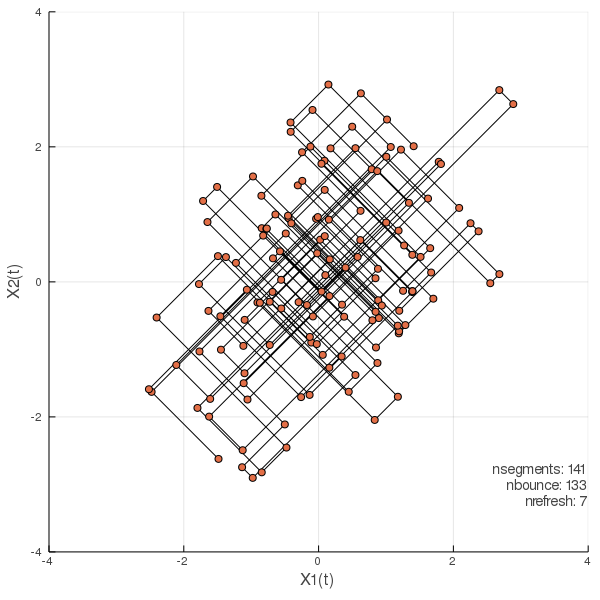 4
2
0
-2
-4
X2(t)
nsegments: 141
nbounce: 133
nrefresh: 7
-4 -2 0 2 4
X1(t)